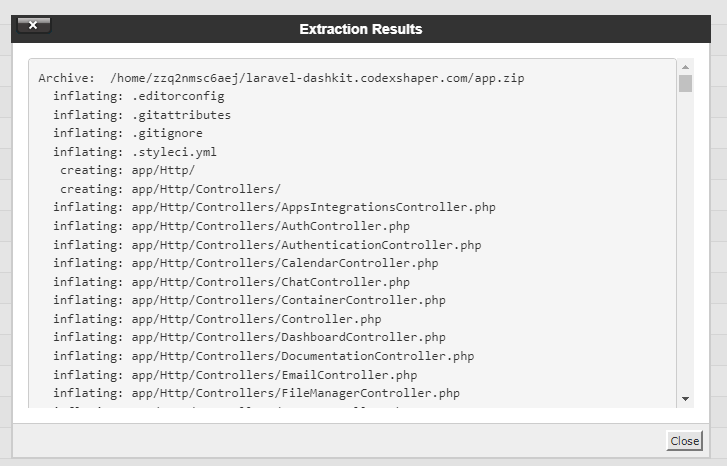 Extraction Results
Archive:  /home/zzq2nmsc6aej/laravel-dashkit.codexshaper.com/app.zip
inflating: .editorconfig
inflating: .gitattributes
inflating: .gitignore
inflating: .styleci.yml
creating: app/Http/
creating: app/Http/Controllers/
inflating: app/Http/Controllers/AppsIntegrationsController.php
inflating: app/Http/Controllers/AuthController.php
inflating: app/Http/Controllers/AuthenticationController.php
inflating: app/Http/Controllers/CalendarController.php
inflating: app/Http/Controllers/ChatController.php
inflating: app/Http/Controllers/ContainerController.php
inflating: app/Http/Controllers/Controller.php
inflating: app/Http/Controllers/DashboardController.php
inflating: app/Http/Controllers/DocumentationController.php
inflating: app/Http/Controllers/EmailController.php
inflating: app/Http/Controllers/FileManagerController.php
Close